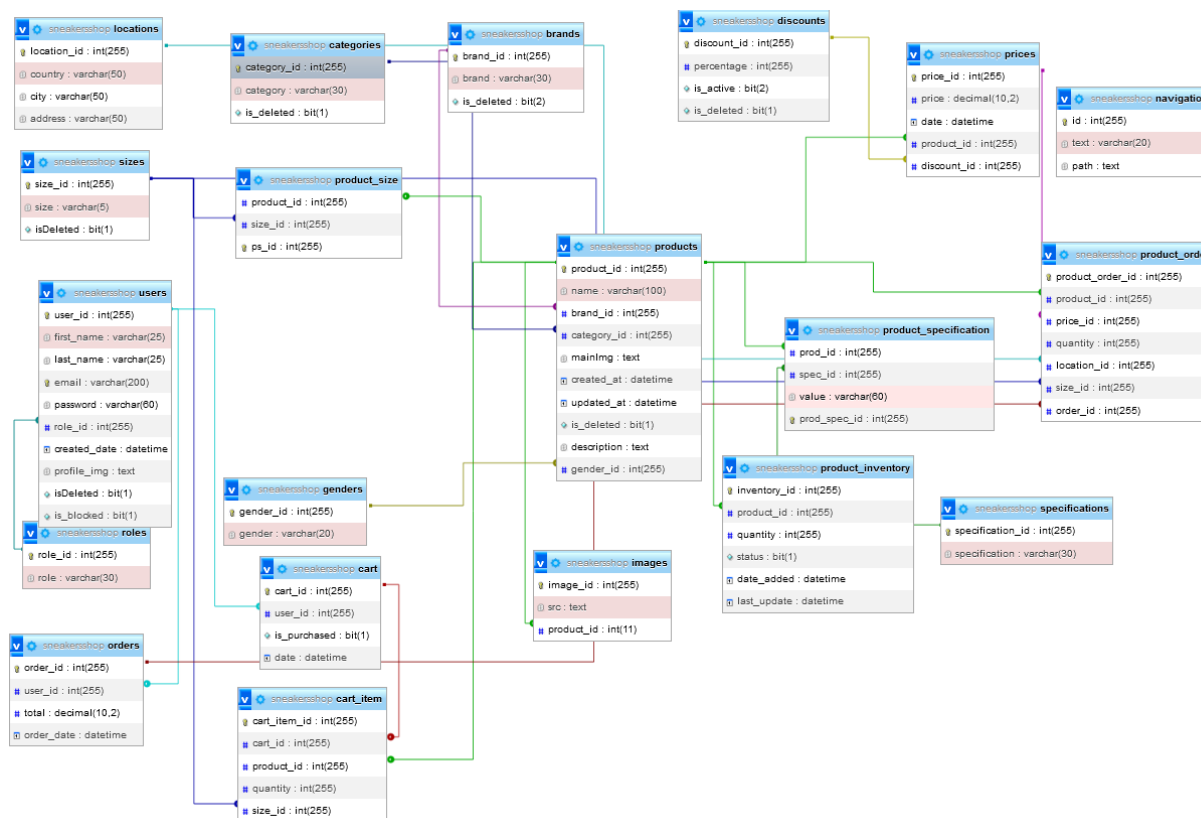 sneakersshop locations
location_id : int(255)
country : varchar(50)
city : varchar(50)
address : varchar(50)
sneakersshop categories
category_id : int(255)
category : varchar(30)
is_deleted : bit(1)
sneakersshop brands
brand_id : int(255)
brand : varchar(30)
is_deleted : bit(2)
sneakersshop discounts
discount_id : int(255)
percentage : int(255)
is_active : bit(2)
is_deleted : bit(1)
sneakersshop prices
price_id : int(255)
price : decimal(10,2)
date : datetime
product_id : int(255)
discount_id : int(255)
sneakersshop navigatio
id : int(255)
text : varchar(20)
path : text
sneakersshop sizes
size_id : int(255)
size : varchar(5)
isDeleted : bit(1)
sneakersshop product_size
product_id : int(255)
size_id : int(255)
ps_id : int(255)
sneakersshop products
product_id : int(255)
name : varchar(100)
brand_id : int(255)
category_id : int(255)
mainImg : text
created_at : datetime
updated_at : datetime
is_deleted : bit(1)
description : text
gender_id : int(255)
sneakersshop product_orde
product_order_id : int(255)
product_id : int(255)
price_id : int(255)
quantity : int(255)
location_id : int(255)
size_id : int(255)
order_id : int(255)
sneakersshop users
user_id : int(255)
first_name : varchar(25)
last_name : varchar(25)
email : varchar(200)
password : varchar(60)
role_id : int(255)
created_date : datetime
profile_img : text
isDeleted : bit(1)
is_blocked : bit(1)
sneakersshop product_specification
prod_id : int(255)
spec_id : int(255)
value : varchar(60)
prod_spec_id : int(255)
sneakersshop product_inventory
inventory_id : int(255)
product_id : int(255)
quantity : int(255)
status : bit(1)
date_added : datetime
last_update : datetime
sneakersshop genders
gender_id : int(255)
gender : varchar(20)
sneakersshop specifications
specification_id : int(255)
specification : varchar(30)
sneakersshop roles
role_id : int(255)
role : varchar(30)
sneakersshop cart
cart_id : int(255)
user_id : int(255)
is_purchased : bit(1)
date : datetime
sneakersshop images
image_id : int(255)
src : text
product_id : int(11)
sneakersshop orders
order_id : int(255)
user_id : int(255)
total : decimal(10,2)
order_date : datetime
sneakersshop cart_item
cart_item_id : int(255)
cart_id : int(255)
product_id : int(255)
quantity : int(255)
size_id : int(255)